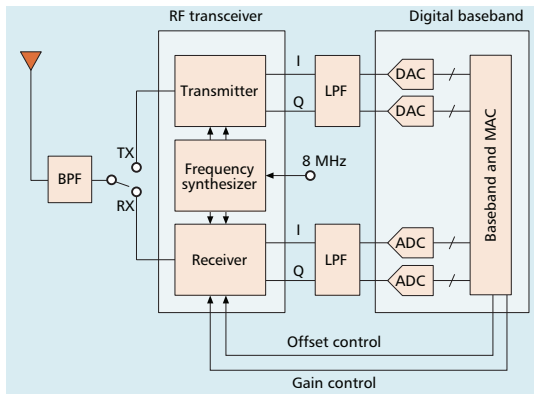 RF transceiver
Digital baseband
Transmitter
I
Q
LPF
DAC
DAC
Baseband and MAC
TX
BPF
RX
Frequency
synthesizer
8 MHz
Receiver
I
Q
LPF
ADC
ADC
Offset control
Gain control